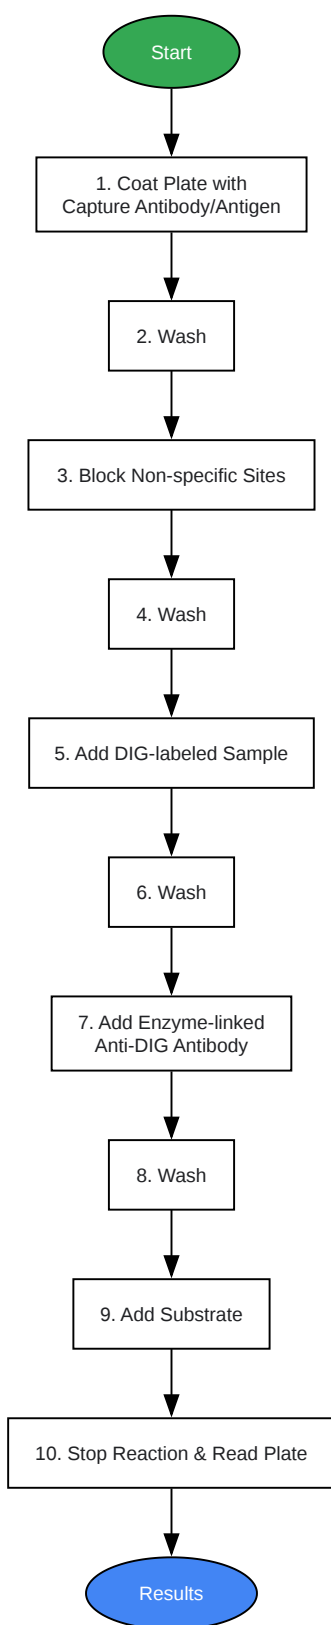 Start
1. Coat Plate with
Capture Antibody/Antigen
2. Wash
3. Block Non-specific Sites
4. Wash
5. Add DIG-labeled Sample
6. Wash
7. Add Enzyme-linked
Anti-DIG Antibody
8. Wash
9. Add Substrate
10. Stop Reaction & Read Plate
Results